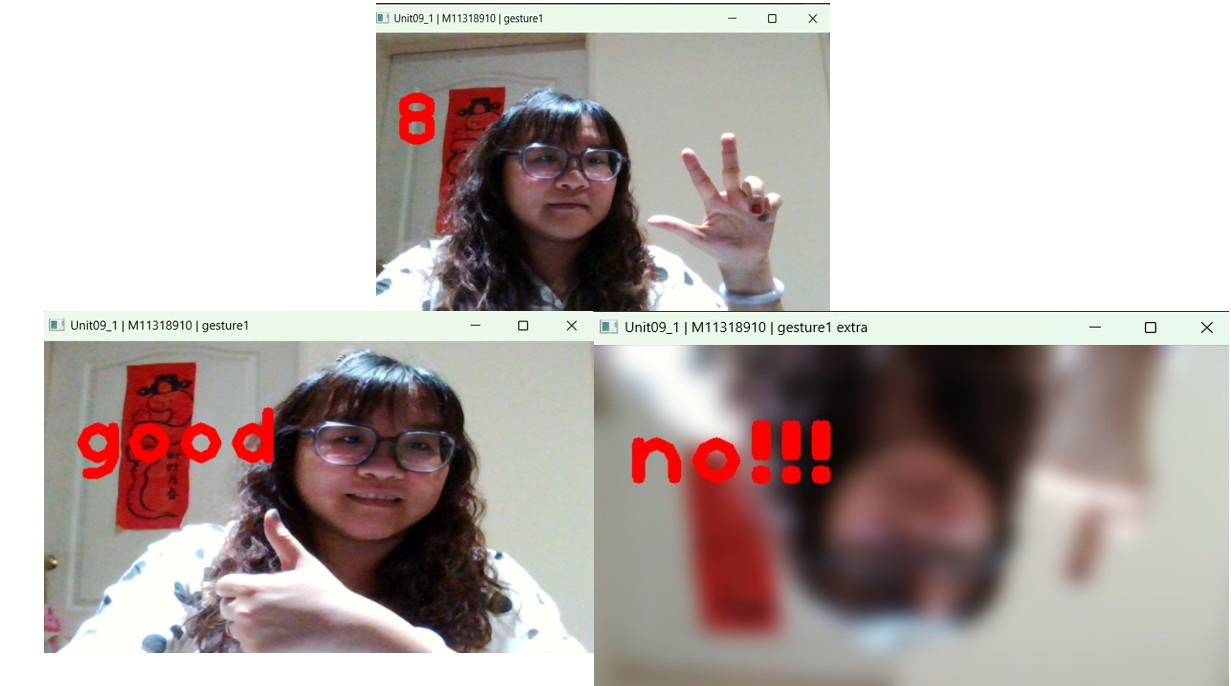 Unit09_1 | M11318910 | gesture1
8
Unit09_1 | M11318910 | gesture1
good
Unit09_1 | M11318910 | gesture1 extra
no!!!